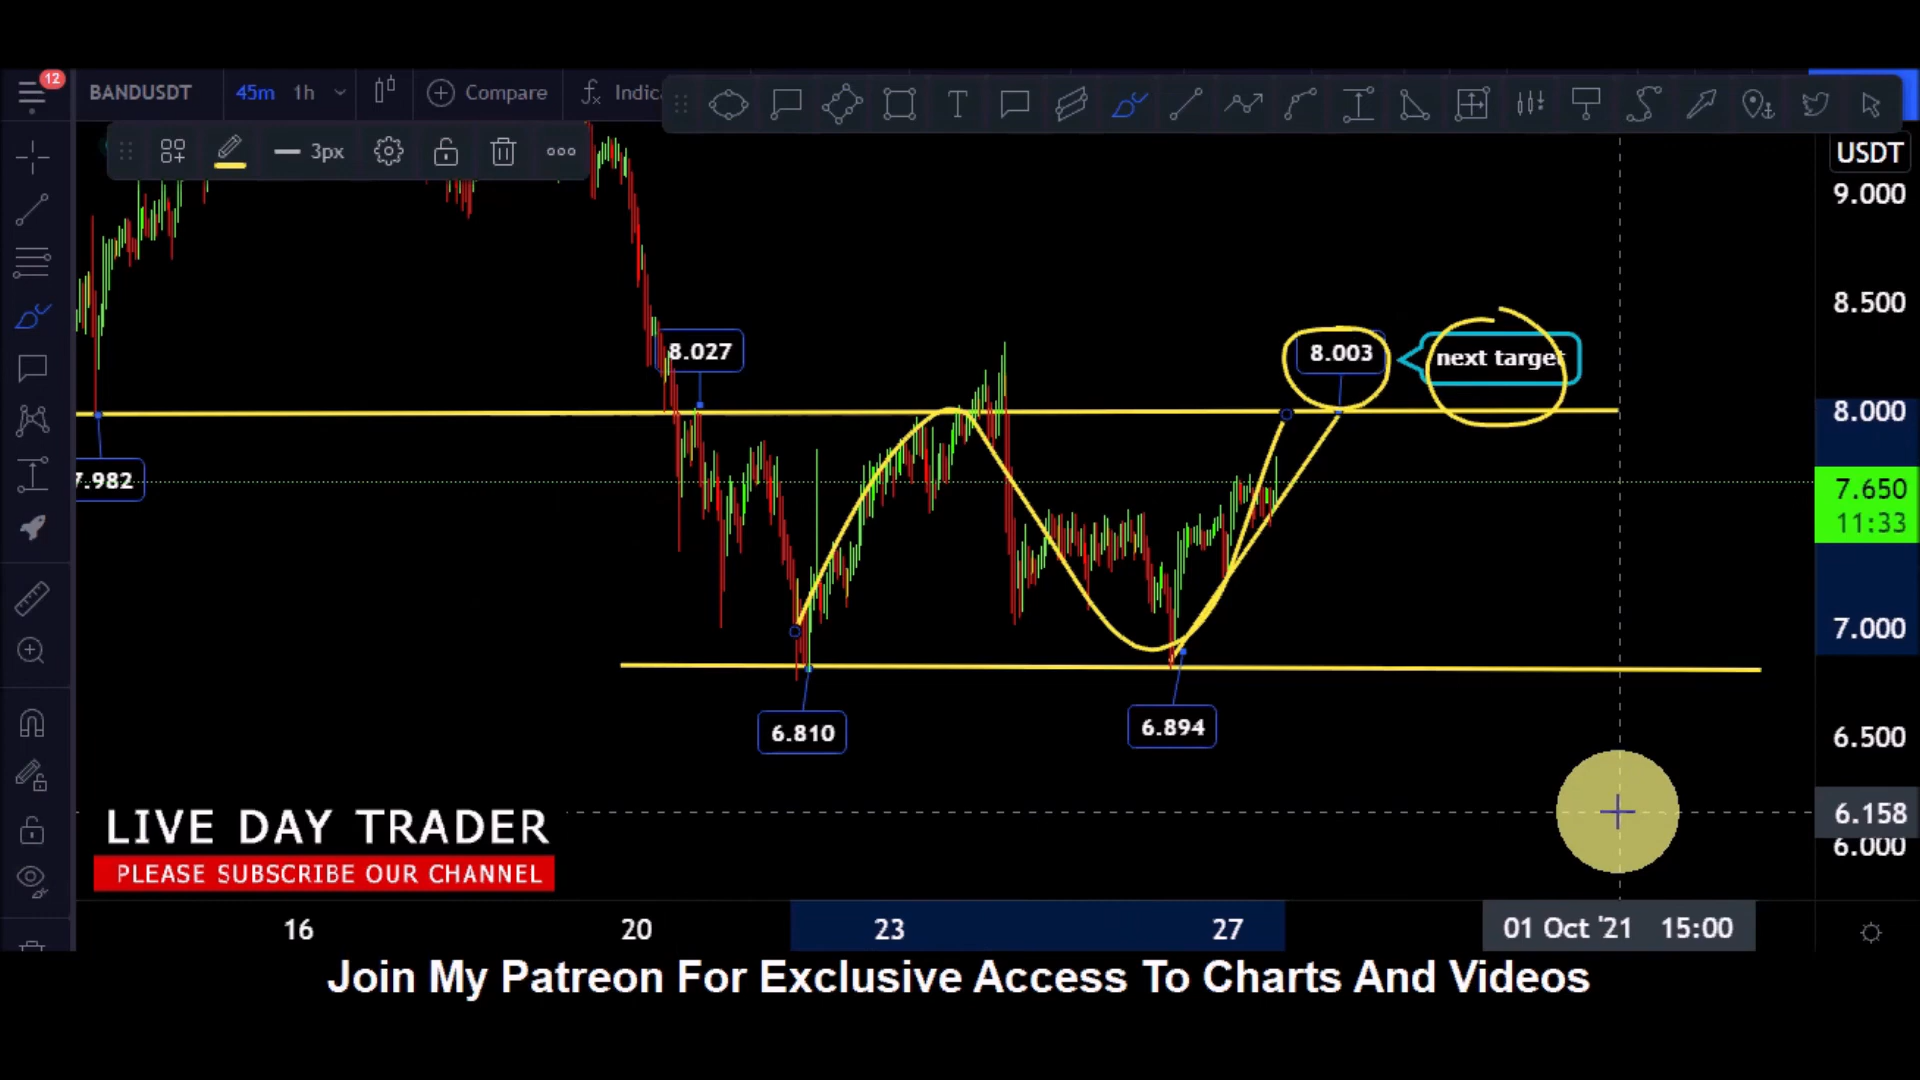 12
BANDUSDT 45m 1h Compare Indic
3px
USDT
9.000
8.500
8.027
8.003
next target
8.000
7.982
7.650
11:33
7.000
6.810
6.894
6.500
LIVE DAY TRADER
6.158
6.000
PLEASE SUBSCRIBE OUR CHANNEL
16 20 23 27 01 Oct '21 15:00
Join My Patreon For Exclusive Access To Charts And Videos